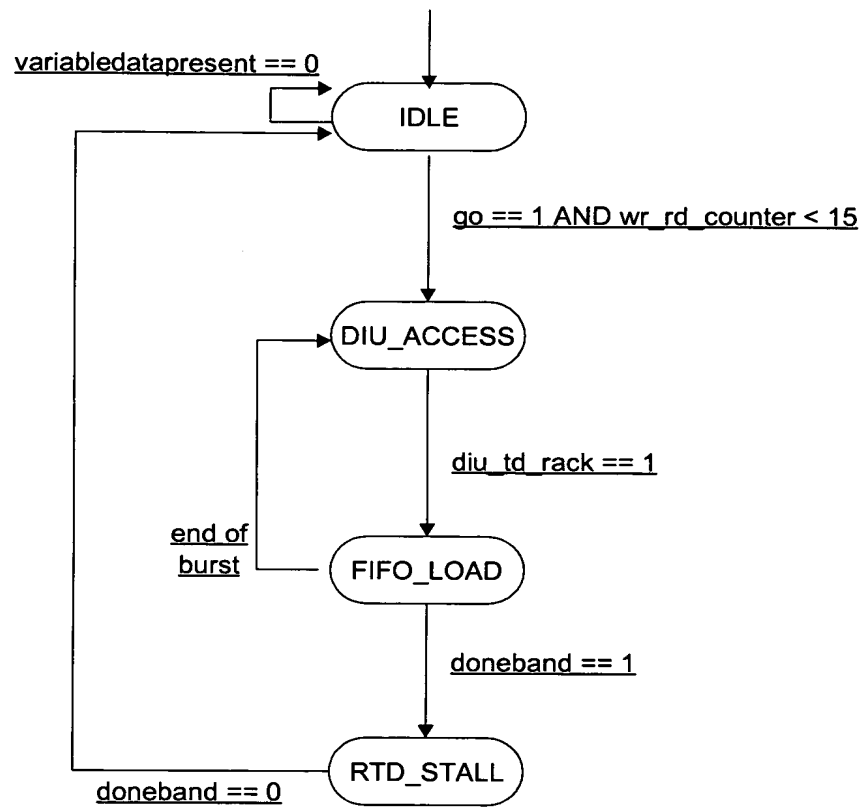 variabledatapresent == 0
IDLE
go == 1 AND wr_rd_counter < 15
DIU_ACCESS
diu_td_rack == 1
end of
burst
FIFO_LOAD
doneband == 1
RTD_STALL
doneband == 0